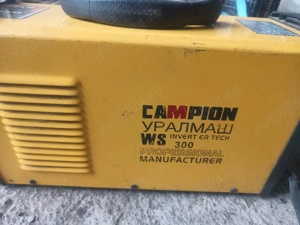 CAMPION
УРАЛМАШ
WS INVERTER TECH
300
PROFESSIONAL
MANUFACTURER